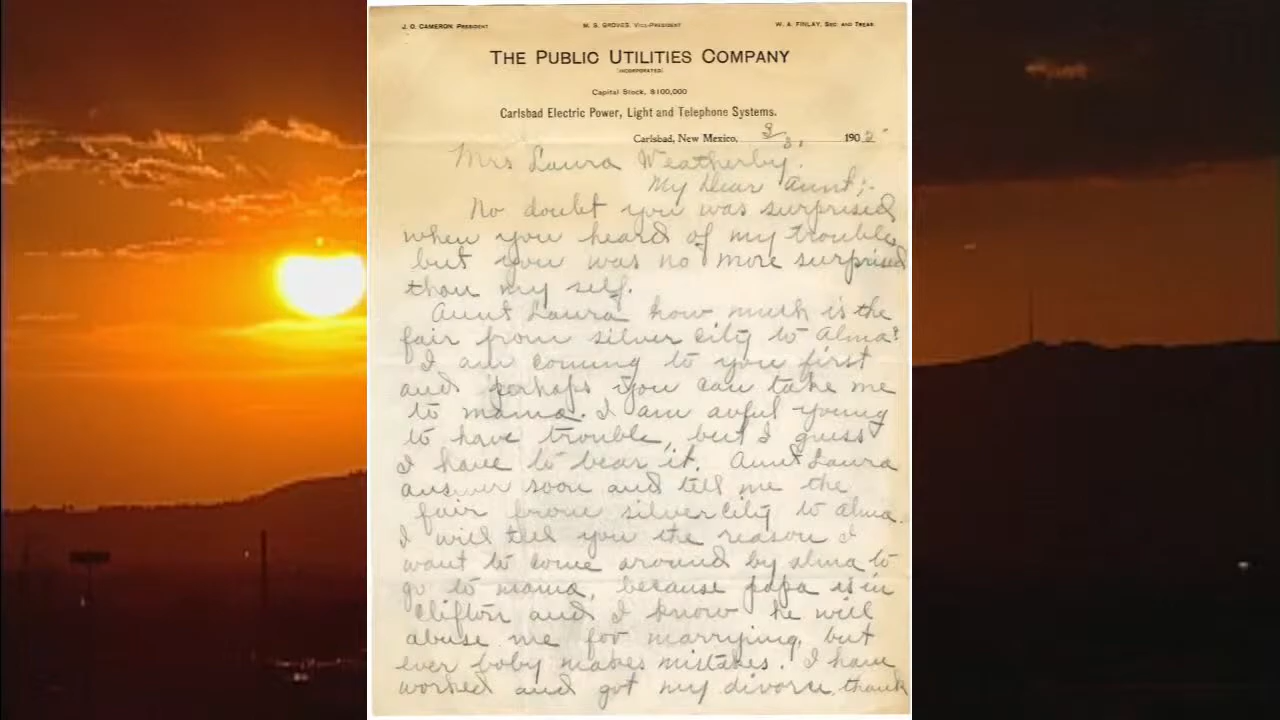 J. O. CAMERON, PRESIDENT M. S. GROVES, VICE-PRESIDENT W. A. FINLAY, SEC. AND TREAS.
THE PUBLIC UTILITIES COMPANY
(INCORPORATED)
Capital Stock, $100,000
Carlsbad Electric Power, Light and Telephone Systems.
Carlsbad, New Mexico, 190
Mrs Laura Weatherby.
My Dear Aunt;-
No doubt you was surprised
when you heard of my trouble,
but you was no more surprised
than my self.
Aunt Laura how much is the
fair from silver City to Alma?
I am coming to you first
and perhaps you can take me
to mama. I am awful young
to have trouble, but I guess
I have to bear it. Aunt Laura
answer soon and tell me the
fair from silver City to Alma.
I will tell you the reason I
want to come around by alma to
go to mama, because papa is in
Clifton and I know he will
abuse me for marrying, but
ever boby makes mistakes. I have
worked and got my divorce, thank